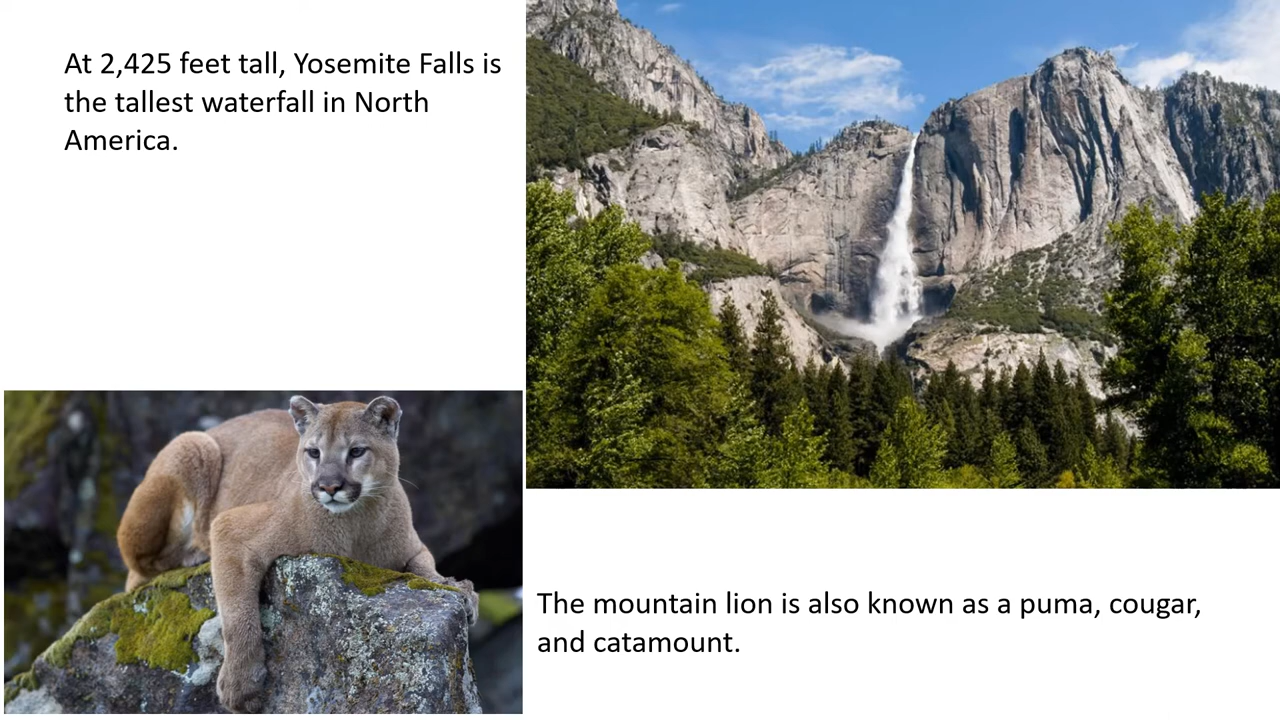 At 2,425 feet tall, Yosemite Falls is
the tallest waterfall in North
America.
The mountain lion is also known as a puma, cougar,
and catamount.